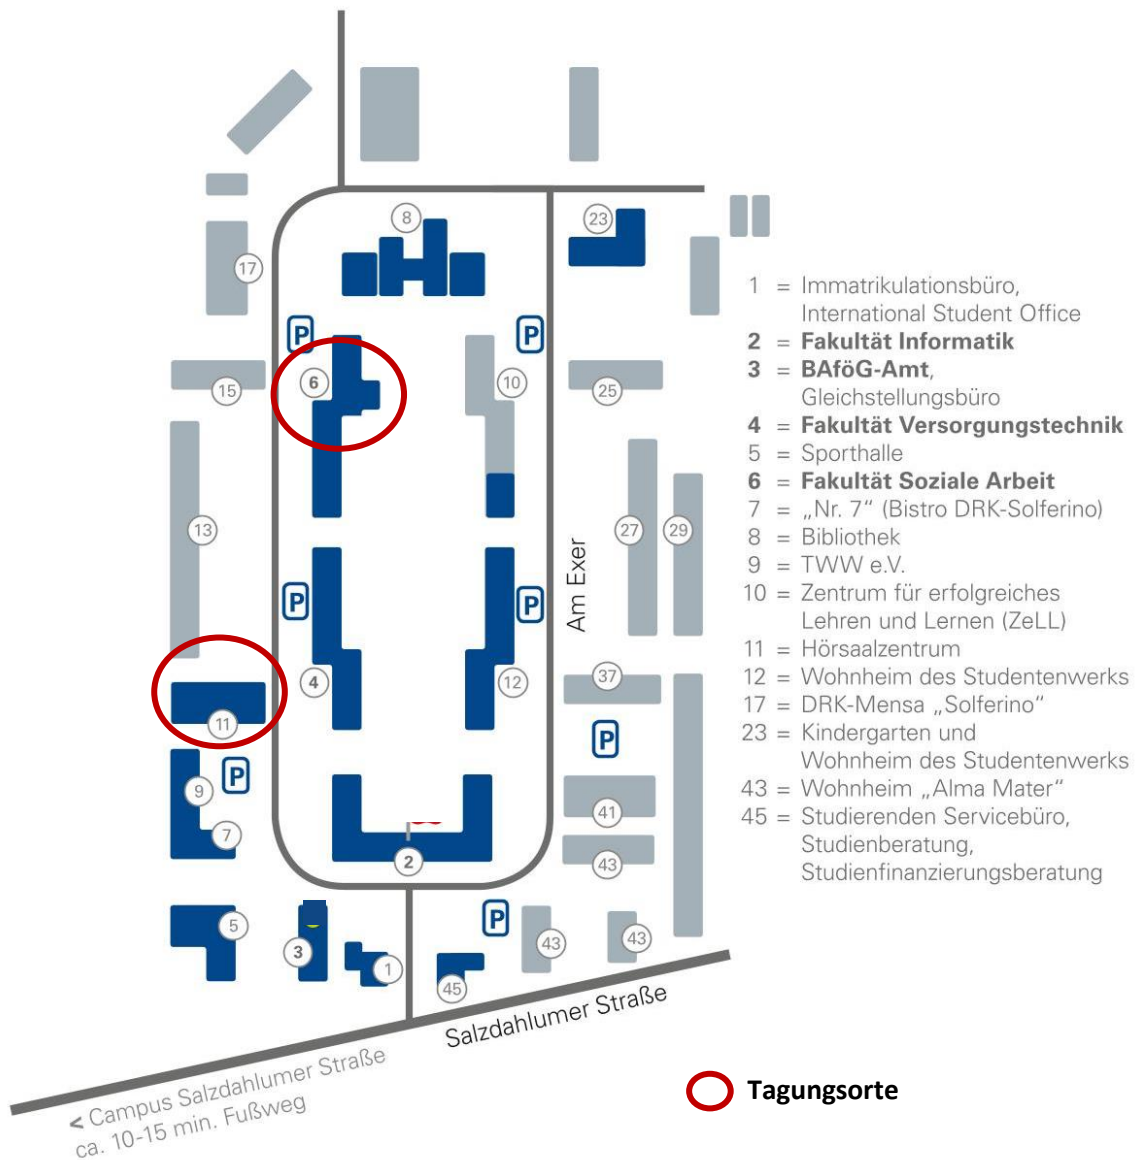 8
23
17
P
P
6
10
15
25
13
27
29
P
P
Am Exer
4
12
37
11
P
P
9
41
7
2
43
5
P
3
1
45
43
43
Salzdahlumer Straße
< Campus Salzdahlumer Straße
ca. 10-15 min. Fußweg
1 = Immatrikulationsbüro,
International Student Office
2 = Fakultät Informatik
3 = BAföG-Amt,
Gleichstellungsbüro
4 = Fakultät Versorgungstechnik
5 = Sporthalle
6 = Fakultät Soziale Arbeit
7 = „Nr. 7“ (Bistro DRK-Solferino)
8 = Bibliothek
9 = TWW e.V.
10 = Zentrum für erfolgreiches
Lehren und Lernen (ZeLL)
11 = Hörsaalzentrum
12 = Wohnheim des Studentenwerks
17 = DRK-Mensa „Solferino“
23 = Kindergarten und
Wohnheim des Studentenwerks
43 = Wohnheim „Alma Mater“
45 = Studierenden Servicebüro,
Studienberatung,
Studienfinanzierungsberatung
Tagungsorte